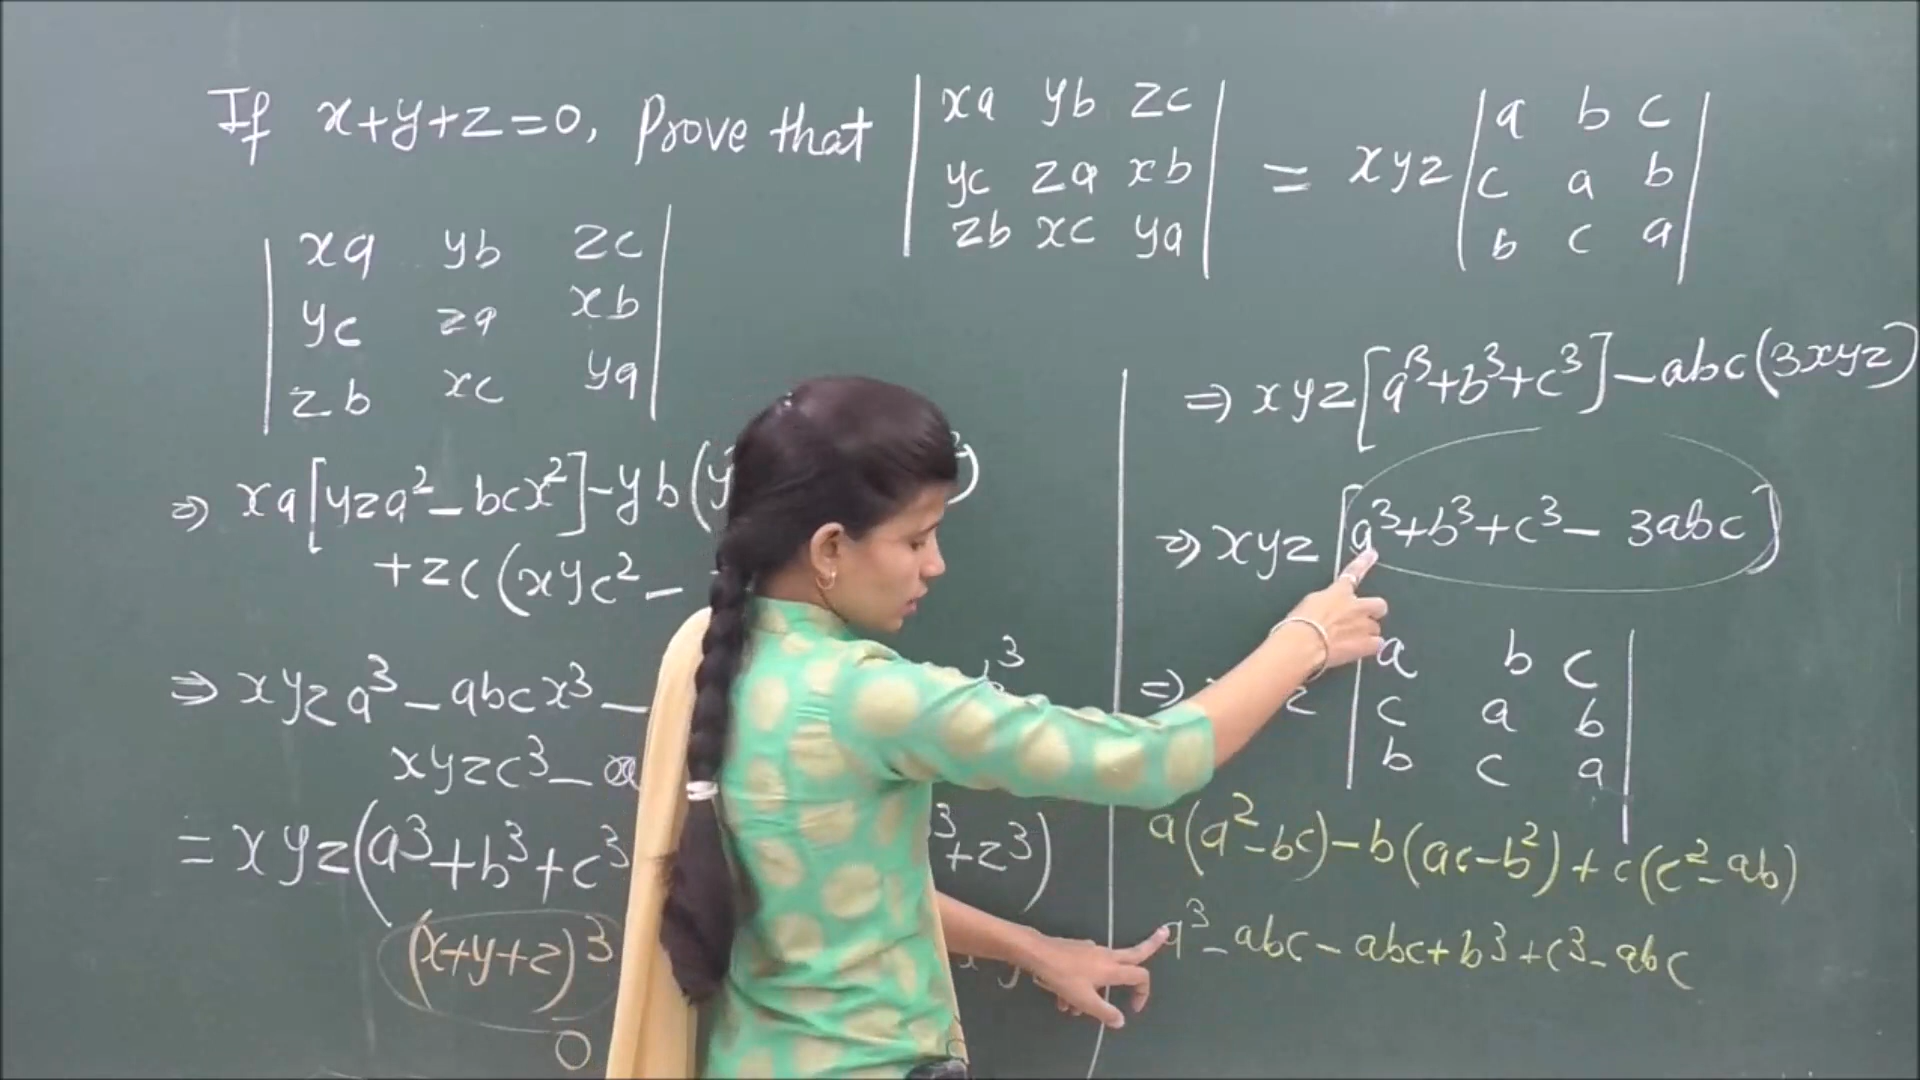 If x+y+z=0, Prove that | xa yb zc | = xyz | a b c |
| yc za xb | | c a b |
| zb xc ya | | b c a |
| xa yb zc |
| yc za xb |
| zb xc ya |
⇒ xa[yza²-bcx²]-yb(y
+zc(xyc²-
⇒ xyza³-abcx³-
xyzc³-
=xyz(a³+b³+c³ ³+z³)
(x+y+z)³
0
⇒ xyz[a³+b³+c³]-abc(3xyz)
⇒ xyz[a³+b³+c³-3abc]
⇒ z | a b c |
| c a b |
| b c a |
a(a²-bc)-b(ac-b²)+c(c²-ab)
a³-abc-abc+b³+c³-abc